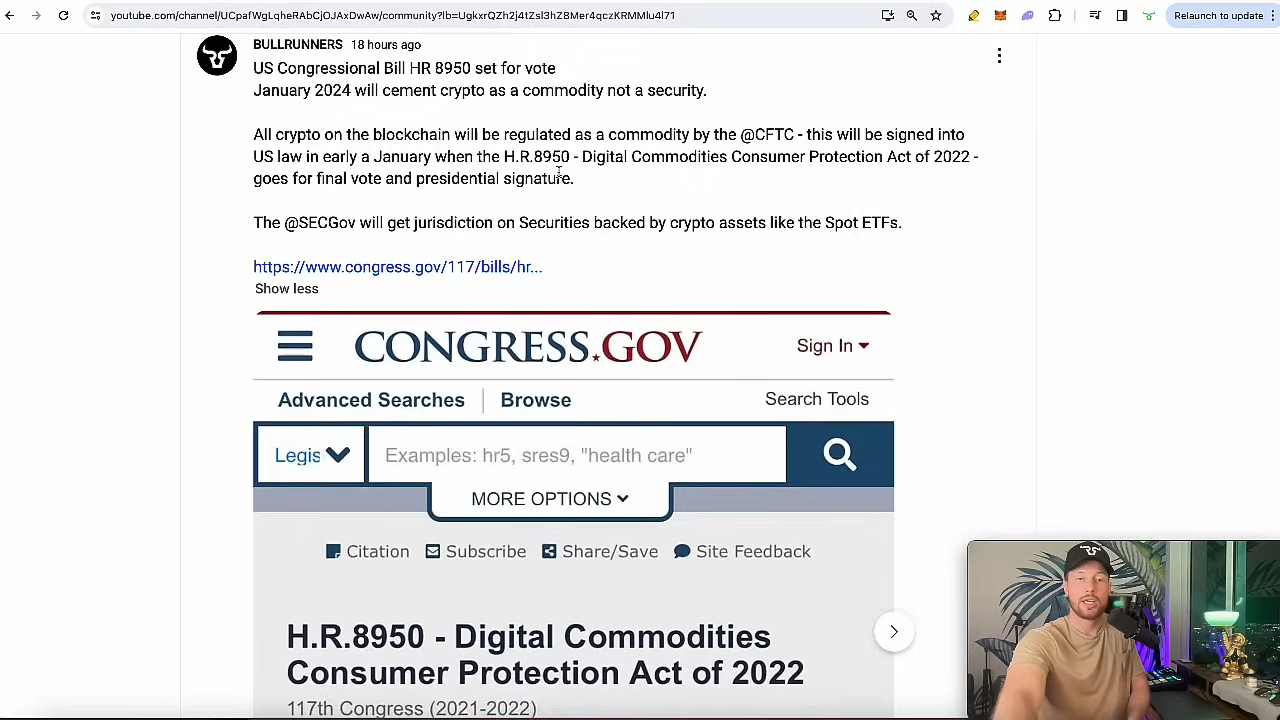 youtube.com/channel/UCpafWgLqheRAbCjOJAxDwAw/community?lb=UgkxrQZh2j4tZsl3hZ8Mer4qczKRMMlu4l71
Relaunch to update
BULLRUNNERS 18 hours ago
US Congressional Bill HR 8950 set for vote
January 2024 will cement crypto as a commodity not a security.
All crypto on the blockchain will be regulated as a commodity by the @CFTC - this will be signed into
US law in early a January when the H.R.8950 - Digital Commodities Consumer Protection Act of 2022 -
goes for final vote and presidential signature.
The @SECGov will get jurisdiction on Securities backed by crypto assets like the Spot ETFs.
https://www.congress.gov/117/bills/hr...
Show less
CONGRESS.GOV
Sign In
Advanced Searches
Browse
Search Tools
Legis
Examples: hr5, sres9, "health care"
MORE OPTIONS
Citation
Subscribe
Share/Save
Site Feedback
H.R.8950 - Digital Commodities
Consumer Protection Act of 2022
117th Congress (2021-2022)